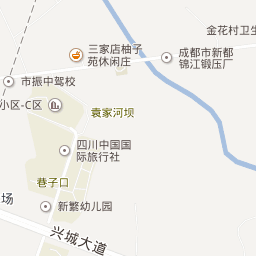 金花村卫生
三家店柚子
苑休闲庄
成都市新都
锦江锻压厂
市振中驾校
小区-C区
袁家河坝
四川中国国
际旅行社
巷子口
场
新繁幼儿园
兴城大道